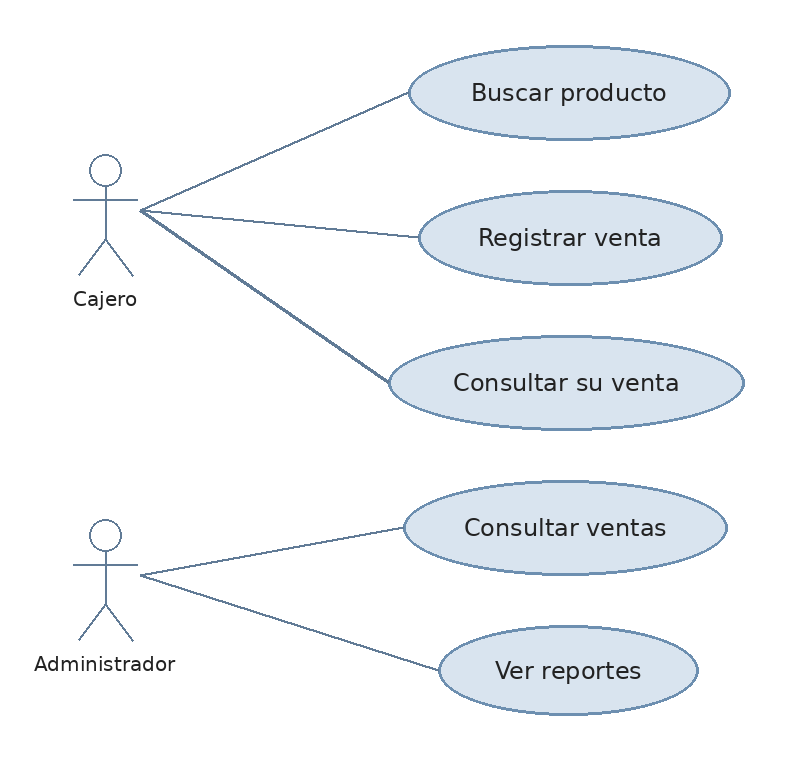 Buscar producto
Registrar venta
Cajero
Consultar su venta
Consultar ventas
Administrador
Ver reportes